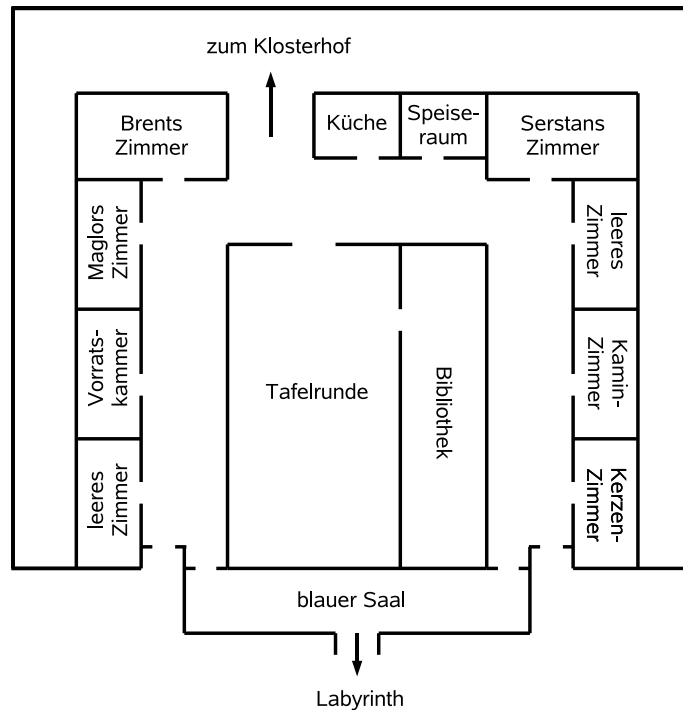 zum Klosterhof
Brents
Zimmer
Küche
Speise-
raum
Serstans
Zimmer
Maglors
Zimmer
leeres
Zimmer
Vorrats-
kammer
Tafelrunde
Bibliothek
Kamin-
Zimmer
leeres
Zimmer
Kerzen-
Zimmer
blauer Saal
Labyrinth